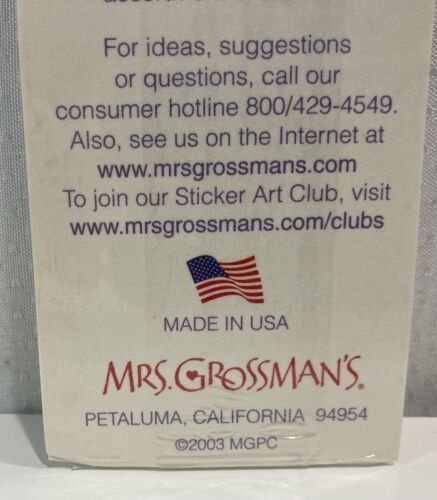 For ideas, suggestions
or questions, call our
consumer hotline 800/429-4549.
Also, see us on the Internet at
www.mrsgrossmans.com
To join our Sticker Art Club, visit
www.mrsgrossmans.com/clubs
MADE IN USA
MRS. GROSSMAN'S.
PETALUMA, CALIFORNIA 94954
©2003 MGPC